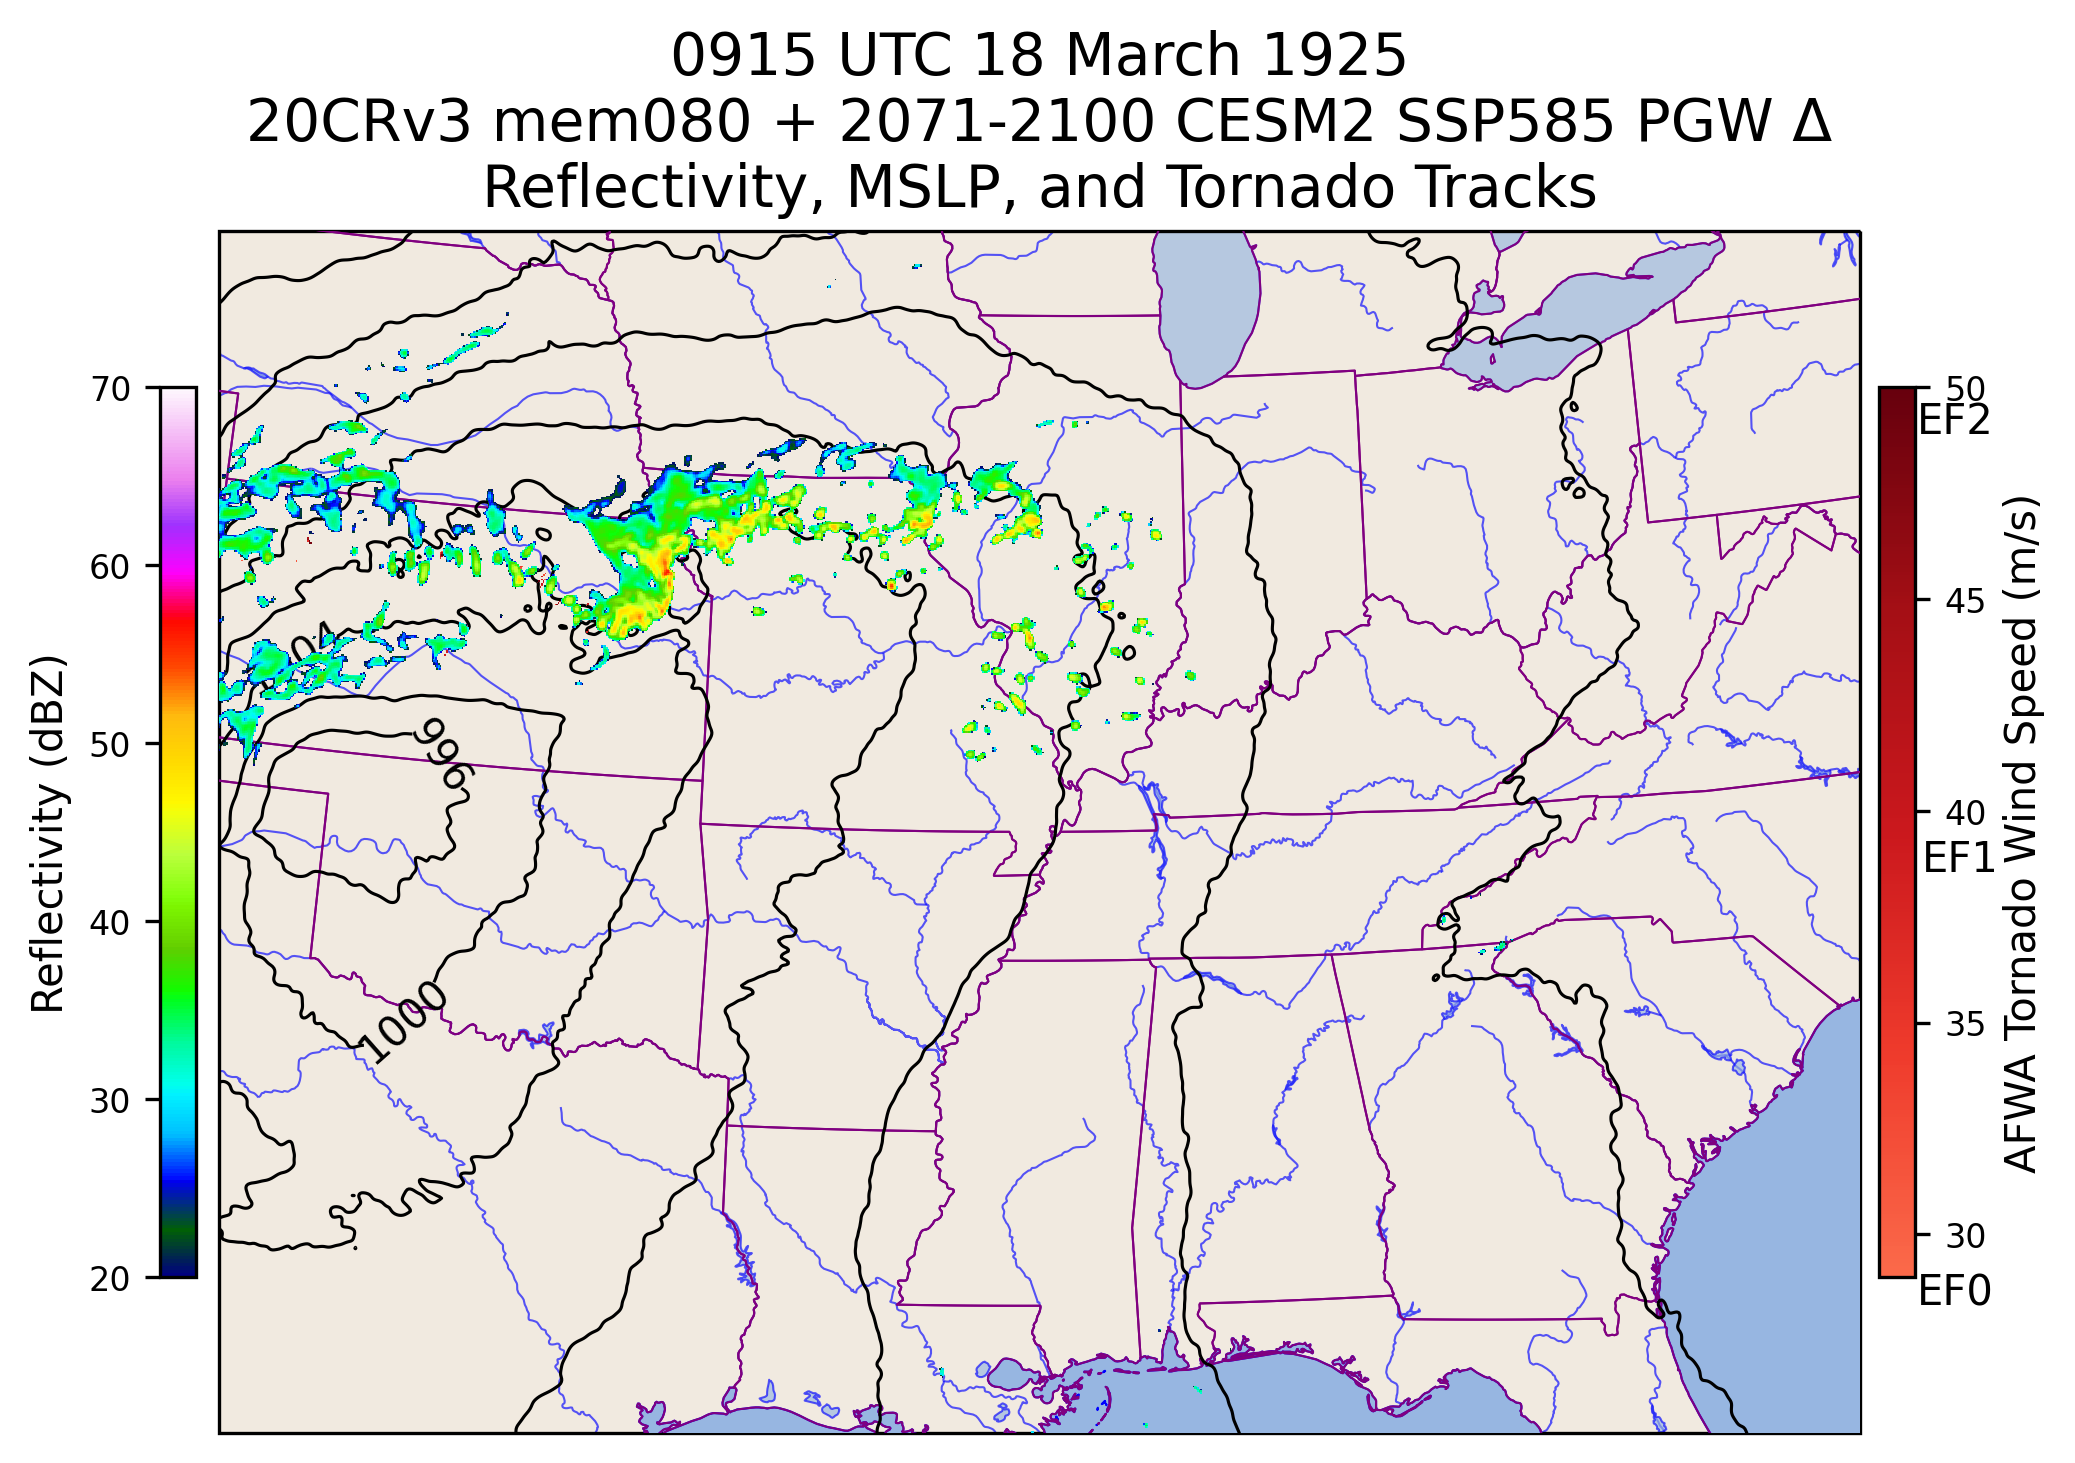 0915 UTC 18 March 1925
20CRv3 mem080 + 2071-2100 CESM2 SSP585 PGW Δ
Reflectivity, MSLP, and Tornado Tracks
70
60
50
40
30
20
Reflectivity (dBZ)
04
996
1000
50
EF2
45
40
EF1
35
30
EF0
AFWA Tornado Wind Speed (m/s)